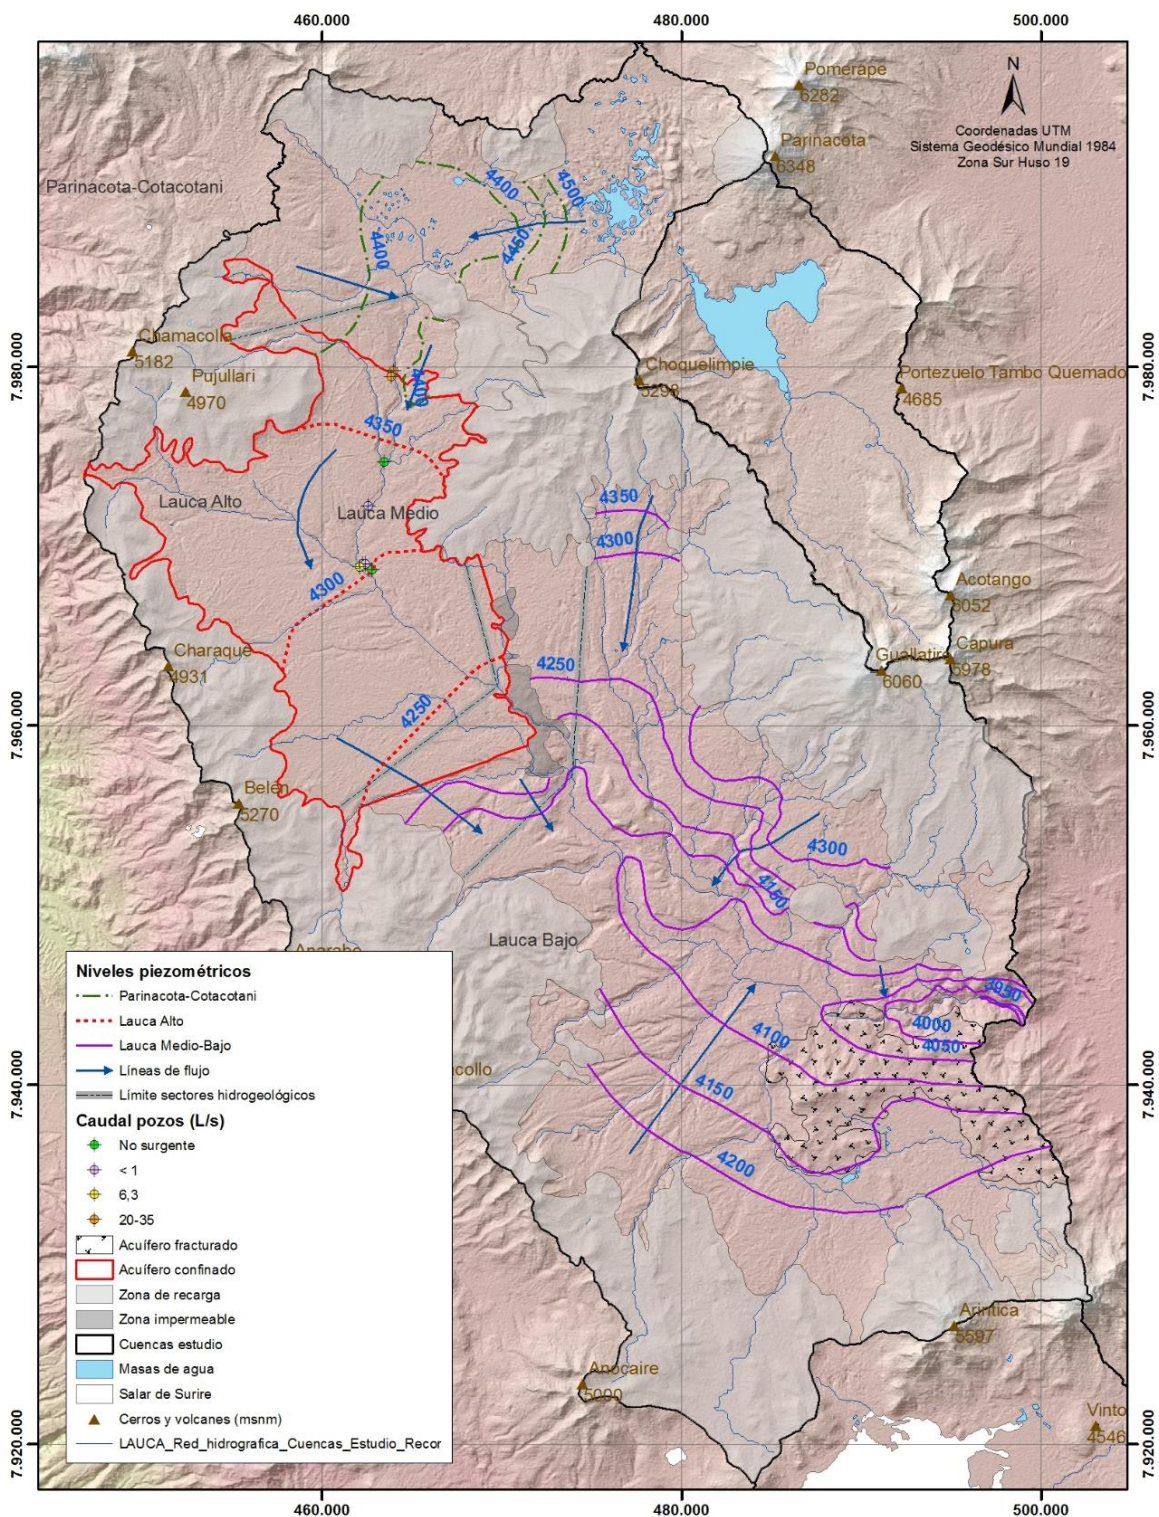 460.000
480.000
500.000
Pomerape
6282
N
Coordenadas UTM
Sistema Geodésico Mundial 1984
Zona Sur Huso 19
Parinacota
6348
Parinacota-Cotacotani
4400
4500
4450
4400
7.980.000
7.980.000
Chamacolla
5182
Pujullari
4970
4400
Choquelimpie
Portezuelo Tambo Quemado
4685
4350
Lauca Alto
Lauca Medio
4350
4300
4300
Acotango
6052
Charaque
4931
4250
Guallatire
6060
Capura
5978
4250
7.960.000
7.960.000
Belén
5270
4300
4150
Lauca Bajo
3950
4000
4050
4100
4150
4200
7.940.000
7.940.000
Niveles piezométricos
Parinacota-Cotacotani
Lauca Alto
Lauca Medio-Bajo
Líneas de flujo
Límite sectores hidrogeológicos
Caudal pozos (L/s)
No surgente
< 1
6,3
20-35
Acuífero fracturado
Acuífero confinado
Zona de recarga
Zona impermeable
Cuencas estudio
Masas de agua
Salar de Surire
Cerros y volcanes (msnm)
LAUCA_Red_hidrografica_Cuencas_Estudio_Recor
collo
Arintica
5597
Anocaire
5000
Vinto
4546
7.920.000
7.920.000
460.000
480.000
500.000